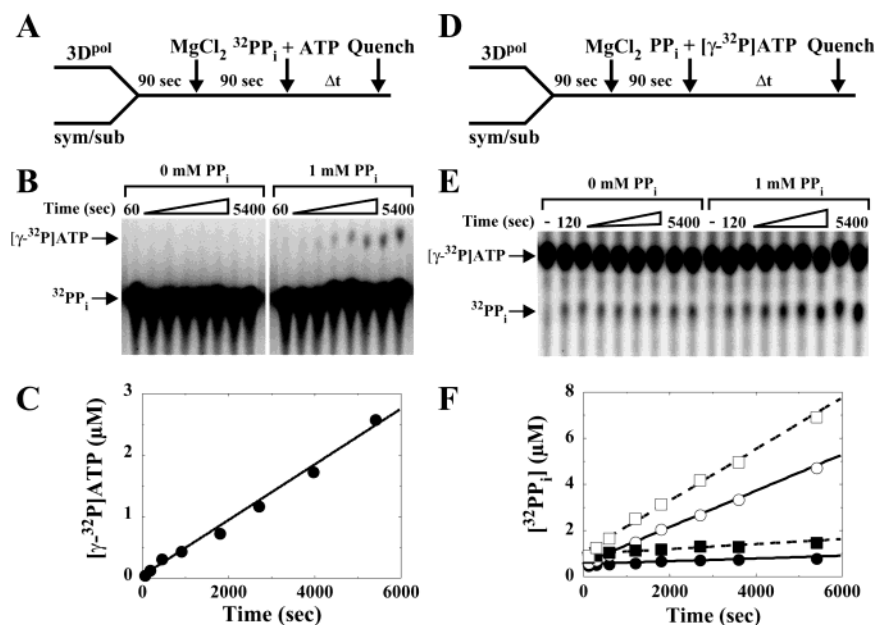 A
3Dpol
sym/sub
MgCl2 32PPi + ATP Quench
90 sec 90 sec Δt
D
3Dpol
sym/sub
MgCl2 PPi + [γ-32P]ATP Quench
90 sec 90 sec Δt
B
0 mM PPi 1 mM PPi
Time (sec) 60 5400 60 5400
[γ-32P]ATP
32PPi
E
0 mM PPi 1 mM PPi
Time (sec) - 120 5400 - 120 5400
[γ-32P]ATP
32PPi
C
[γ-32P]ATP (μM)
3
2
1
0
0 2000 4000 6000
Time (sec)
F
[32PPi] (μM)
8
6
4
2
0
0 2000 4000 6000
Time (sec)